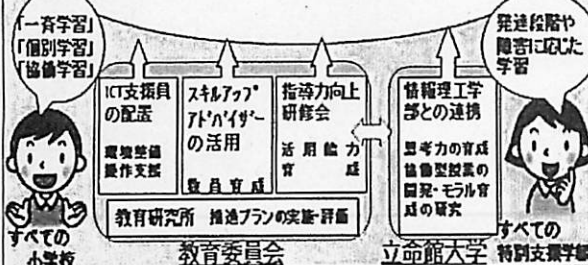 「一斉学習」
「個別学習」
「協働学習」
発達段階や
障害に応じた
学習
ICT支援員
の配置
環境整備
操作支援
スキルアップ
アドバイザー
の活用
教員育成
指導力向上
研修会
活用能力
育成
情報理工学
部との連携
思考力の育成
協働型授業の
開発・モラル育
成の研究
教育研究所 推進プランの実施・評価
すべての
小学校
教育委員会
立命館大学
すべての
特別支援学級